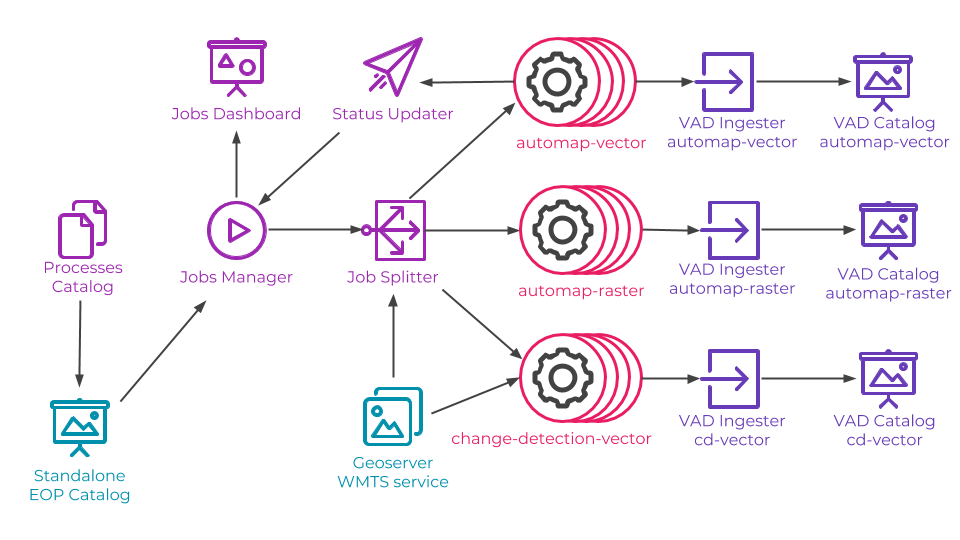 Jobs Dashboard
Status Updater
automap-vector
VAD Ingester
automap-vector
VAD Catalog
automap-vector
Processes
Catalog
Jobs Manager
Job Splitter
automap-raster
VAD Ingester
automap-raster
VAD Catalog
automap-raster
Standalone
EOP Catalog
Geoserver
WMTS service
change-detection-vector
VAD Ingester
cd-vector
VAD Catalog
cd-vector